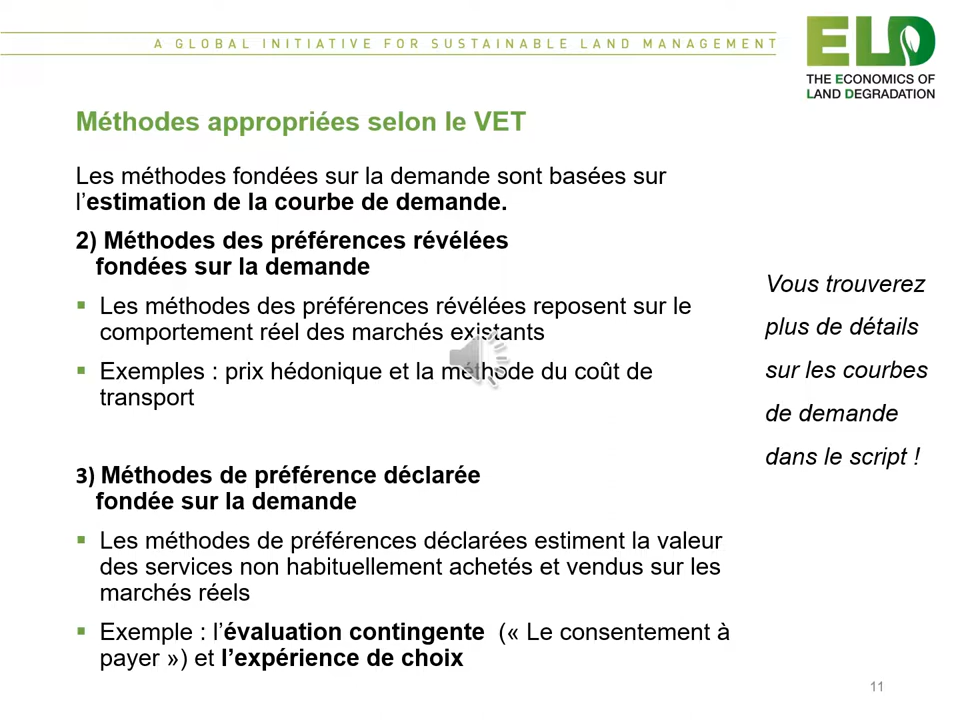 A GLOBAL INITIATIVE FOR SUSTAINABLE LAND MANAGEMENT
ELD
THE ECONOMICS OF
LAND DEGRADATION
Méthodes appropriées selon le VET
Les méthodes fondées sur la demande sont basées sur
l’estimation de la courbe de demande.
2) Méthodes des préférences révélées
fondées sur la demande
▪ Les méthodes des préférences révélées reposent sur le
comportement réel des marchés existants
▪ Exemples : prix hédonique et la méthode du coût de
transport
3) Méthodes de préférence déclarée
fondée sur la demande
▪ Les méthodes de préférences déclarées estiment la valeur
des services non habituellement achetés et vendus sur les
marchés réels
▪ Exemple : l’évaluation contingente (« Le consentement à
payer ») et l’expérience de choix
Vous trouverez
plus de détails
sur les courbes
de demande
dans le script !
11